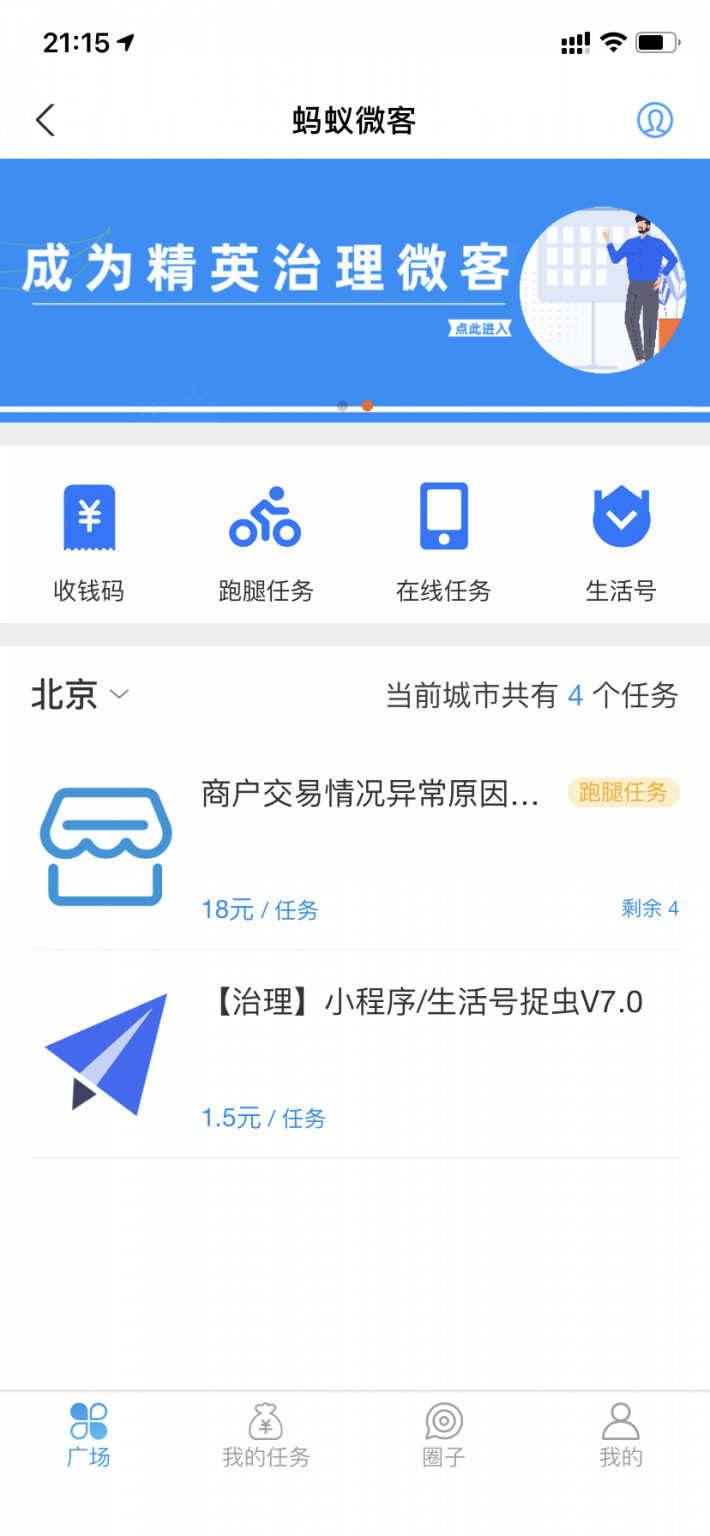 21:15
蚂蚁微客
成为精英治理微客
点此进入
¥
收钱码
跑腿任务
在线任务
生活号
北京
当前城市共有 4 个任务
商户交易情况异常原因...
跑腿任务
18元 / 任务
剩余 4
【治理】小程序/生活号捉虫V7.0
1.5元 / 任务
¥
广场
我的任务
圈子
我的